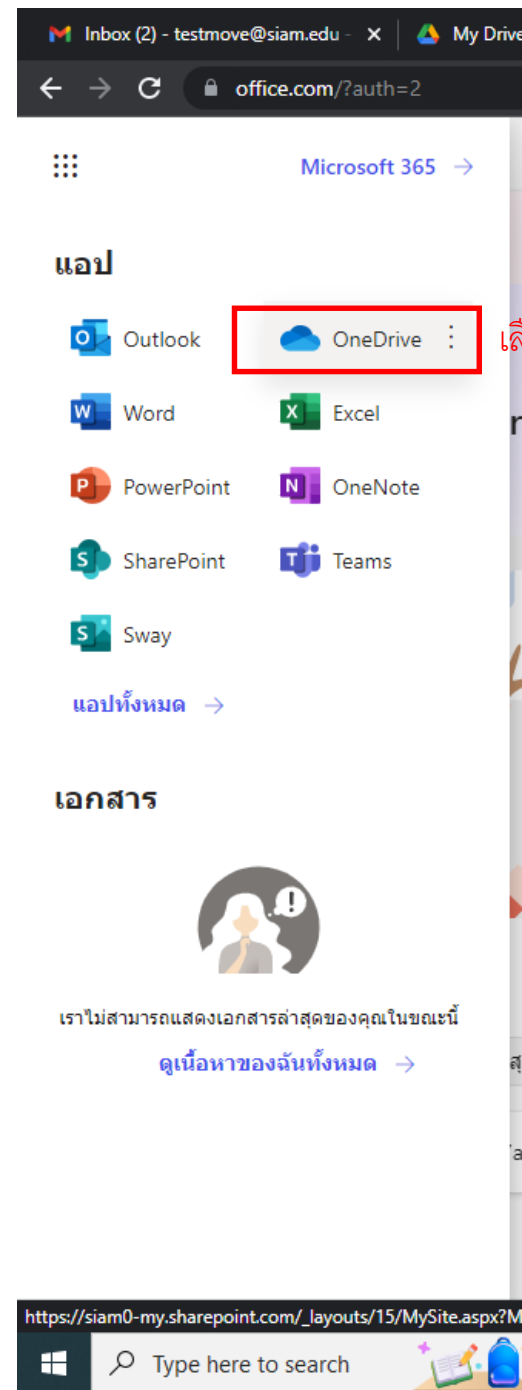 Inbox (2) - testmove@siam.edu - My Drive
office.com/?auth=2
Microsoft 365 →
แอป
Outlook OneDrive
Word Excel
PowerPoint OneNote
SharePoint Teams
Sway
แอปทั้งหมด →
เอกสาร
เราไม่สามารถแสดงเอกสารล่าสุดของคุณในขณะนี้
ดูเนื้อหาของฉันทั้งหมด →
https://siam0-my.sharepoint.com/_layouts/15/MySite.aspx?M
Type here to search